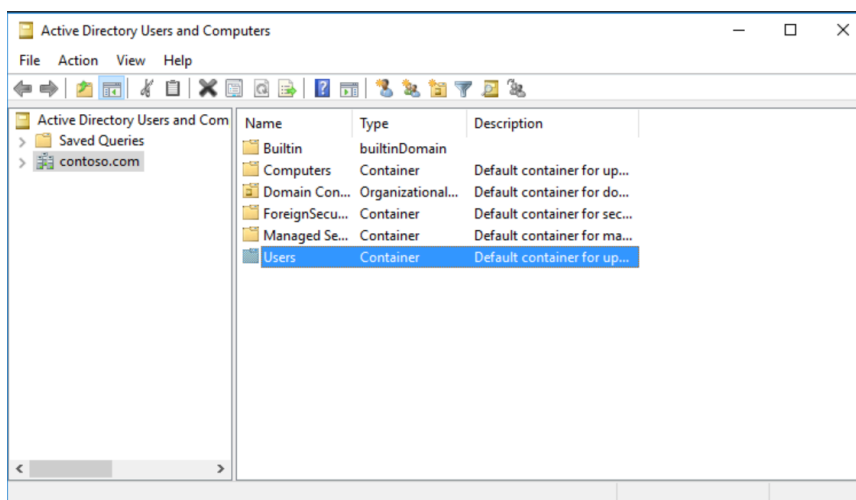 Active Directory Users and Computers
File Action View Help
Active Directory Users and Com
Saved Queries
contoso.com
Name Type Description
Builtin builtinDomain
Computers Container Default container for up...
Domain Con... Organizational... Default container for do...
ForeignSecu... Container Default container for sec...
Managed Se... Container Default container for ma...
Users Container Default container for up...